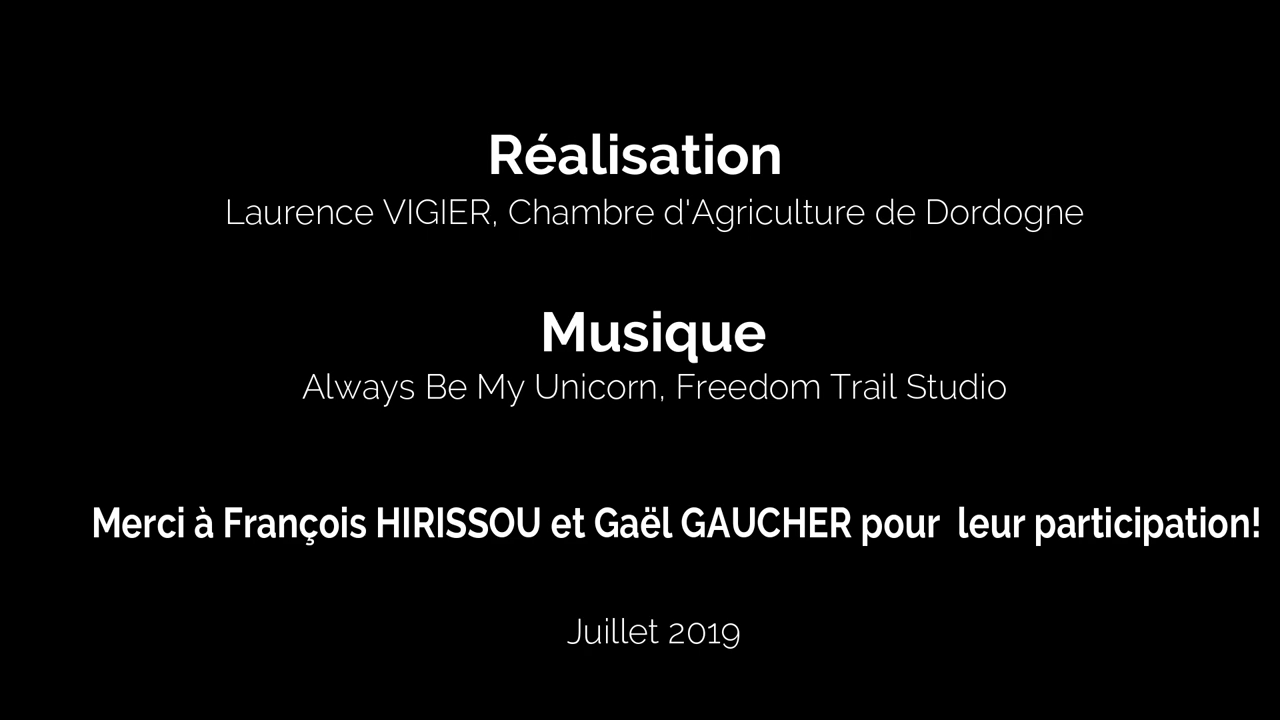 Réalisation
Laurence VIGIER, Chambre d'Agriculture de Dordogne
Musique
Always Be My Unicorn, Freedom Trail Studio
Merci à François HIRISSOU et Gaël GAUCHER pour  leur participation!
Juillet 2019